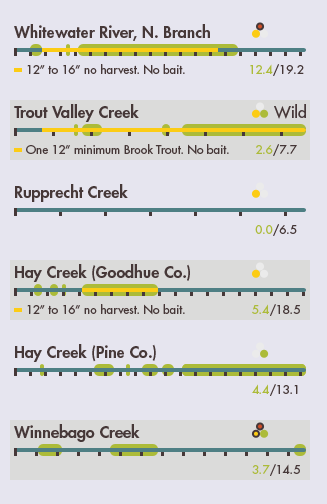 Whitewater River, N. Branch
12” to 16” no harvest. No bait.
12.4/19.2
Trout Valley Creek
Wild
One 12” minimum Brook Trout. No bait.
2.6/7.7
Rupprecht Creek
0.0/6.5
Hay Creek (Goodhue Co.)
12” to 16” no harvest. No bait.
5.4/18.5
Hay Creek (Pine Co.)
4.4/13.1
Winnebago Creek
3.7/14.5